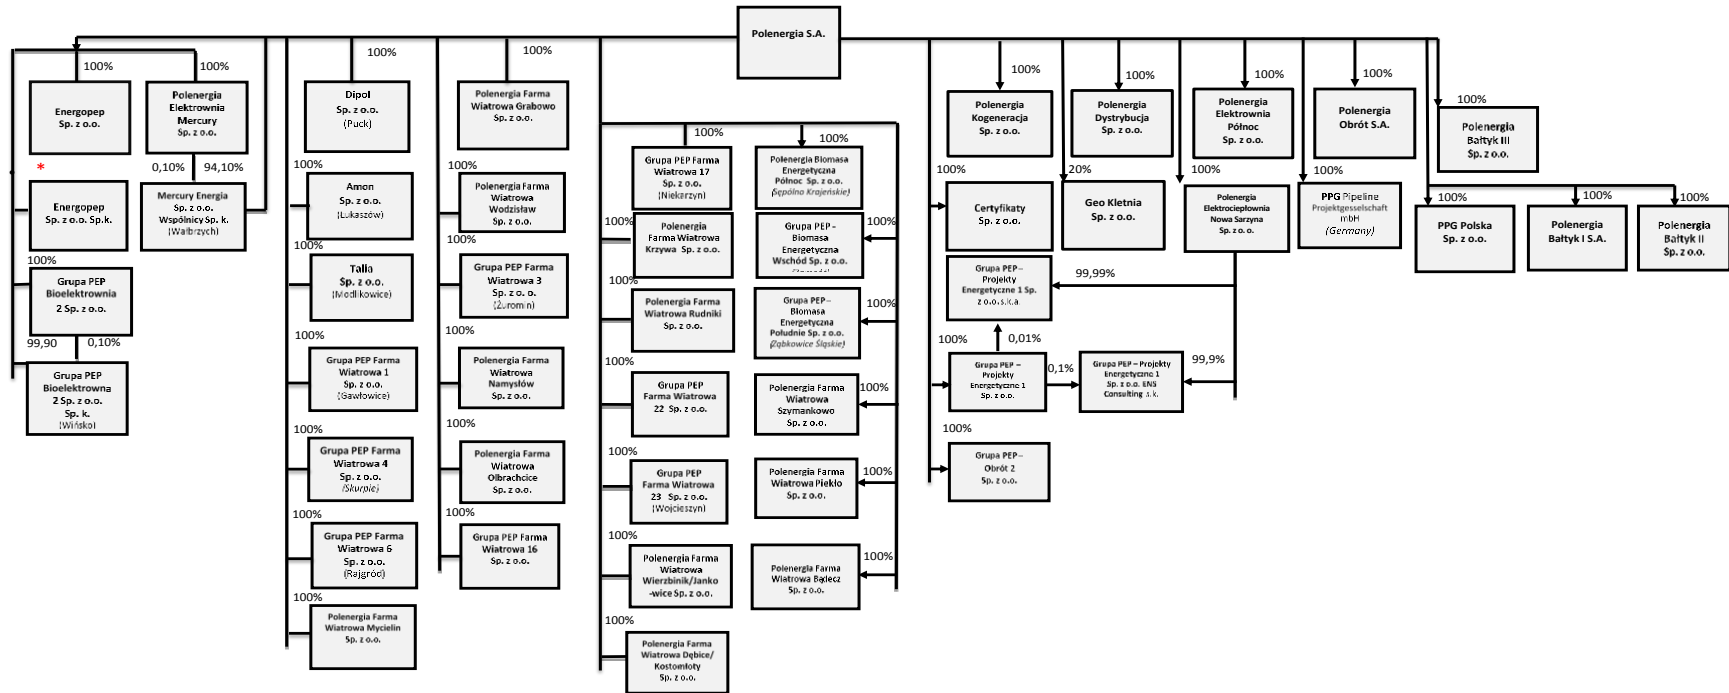 Polenergia S.A.
100%
Energopep
Sp. z o.o.
100%
Polenergia
Elektrownia
Mercury
Sp. z o.o.
*
Energopep
Sp. z o.o. Sp.k.
0,10%
94,10%
Mercury Energia
Sp. z o.o.
Wspólnicy Sp. k.
(Wałbrzych)
100%
Grupa PEP
Bioelektrownia
2 Sp. z o.o.
99,90
0,10%
Grupa PEP
Bioelektrowna
2 Sp. z o.o.
Sp. k.
(Wińsko)
100%
Dipol
Sp. z o.o.
(Puck)
100%
Amon
Sp. z o.o.
(Łukaszów)
100%
Talia
Sp. z o.o.
(Modlikowice)
100%
Grupa PEP Farma
Wiatrowa 1
Sp. z o.o.
(Gawłowice)
100%
Grupa PEP Farma
Wiatrowa 4
Sp. z o.o.
(Skurpie)
100%
Grupa PEP Farma
Wiatrowa 6
Sp. z o.o.
(Rajgród)
100%
Polenergia Farma
Wiatrowa Mycielin
Sp. z o.o.
100%
Polenergia Farma
Wiatrowa Grabowo
Sp. z o.o.
100%
Polenergia Farma
Wiatrowa
Wodzisław
Sp. z o.o.
100%
Grupa PEP Farma
Wiatrowa 3
Sp. z o. o.
(Żuromin)
100%
Polenergia Farma
Wiatrowa
Namysłów
Sp. z o.o.
100%
Polenergia Farma
Wiatrowa
Olbrachcice
Sp. z o.o.
100%
Grupa PEP Farma
Wiatrowa 16
Sp. z o.o.
100%
Grupa PEP Farma
Wiatrowa 17
Sp. z o.o.
(Niekarzyn)
100%
Polenergia
Farma Wiatrowa
Krzywa Sp. z o.o.
100%
Polenergia Farma
Wiatrowa Rudniki
Sp. z o.o.
100%
Grupa PEP
Farma Wiatrowa
22 Sp. z o.o.
100%
Grupa PEP
Farma Wiatrowa
23 Sp. z o.o.
(Wojcieszyn)
100%
Polenergia Farma
Wiatrowa
Wierzbinik/Janko
-wice Sp. z o.o.
100%
Polenergia Farma
Wiatrowa Dębice/
Kostomłoty
Sp. z o.o.
100%
Polenergia Biomasa
Energetyczna
Północ Sp. z o.o.
(Sępólno Krajeńskie)
100%
Grupa PEP –
Biomasa
Energetyczna
Wschód Sp. z o.o.
100%
Grupa PEP–
Biomasa
Energetyczna
Południe Sp. z o.o.
(Ząbkowice Śląskie)
100%
Polenergia Farma
Wiatrowa
Szymankowo
Sp. z o.o.
100%
Polenergia Farma
Wiatrowa Piekło
Sp. z o.o.
100%
Polenergia Farma
Wiatrowa Bądecz
Sp. z o.o.
100%
Polenergia
Kogeneracja
Sp. z o.o.
100%
Polenergia
Dystrybucja
Sp. z o.o.
100%
Polenergia
Elektrownia
Północ
Sp. z o.o.
100%
Polenergia
Obrót S.A.
100%
Polenergia
Bałtyk III
Sp. z o.o.
100%
Certyfikaty
Sp. z o.o.
20%
Geo Kletnia
Sp. z o.o.
100%
Polenergia
Elektrociepłownia
Nowa Sarzyna
Sp. z o.o.
100%
PPG Pipeline
Projektgesselschaft
mbH
(Germany)
100%
PPG Polska
Sp. z o.o.
100%
Polenergia
Bałtyk I S.A.
100%
Polenergia
Bałtyk II
Sp. z o.o.
Grupa PEP–
Projekty
Energetyczne 1 Sp.
z o.o. s.k.a.
99,99%
100%
0,01%
Grupa PEP –
Projekty
Energetyczne 1
Sp. z o.o.
0,1%
Grupa PEP – Projekty
Energetyczne 1
Sp. z o.o. ENS
Consulting s.k.
99,9%
100%
Grupa PEP–
Obrót 2
Sp. z o.o.